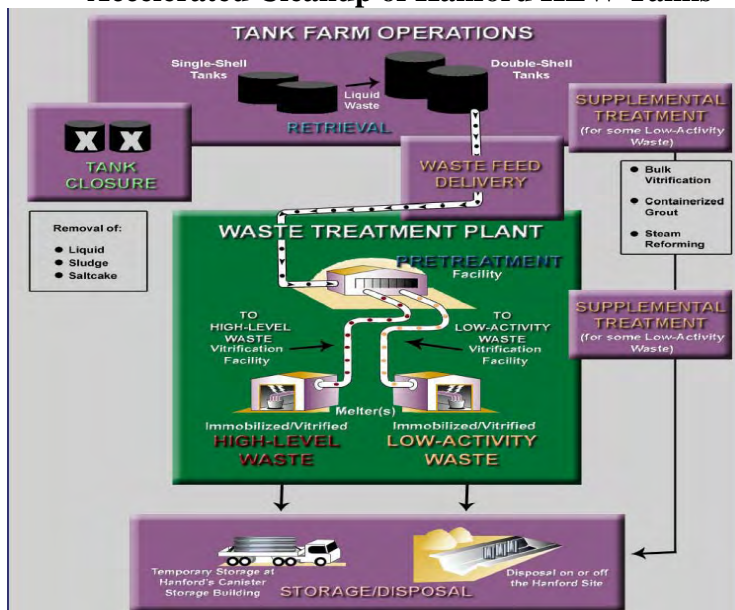 Accelerated Cleanup of Hanford HLW Tanks
TANK FARM OPERATIONS
Single-Shell
Tanks
Double-Shell
Tanks
Liquid
Waste
RETRIEVAL
X X
TANK
CLOSURE
SUPPLEMENTAL
TREATMENT
(for some Low-Activity
Waste)
WASTE FEED
DELIVERY
Bulk
Vitrification
Containerized
Grout
Steam
Reforming
Removal of:
Liquid
Sludge
Saltcake
WASTE TREATMENT PLANT
PRETREATMENT
Facility
TO
HIGH-LEVEL
WASTE
Vitrification
Facility
TO
LOW-ACTIVITY
WASTE
Vitrification
Facility
SUPPLEMENTAL
TREATMENT
(for some Low-Activity
Waste)
Melter(s)
Immobilized/Vitrified
HIGH-LEVEL
WASTE
Immobilized/Vitrified
LOW-ACTIVITY
WASTE
Temporary Storage at
Hanford's Canister
Storage Building
Disposal on or off
the Hanford Site
STORAGE/DISPOSAL